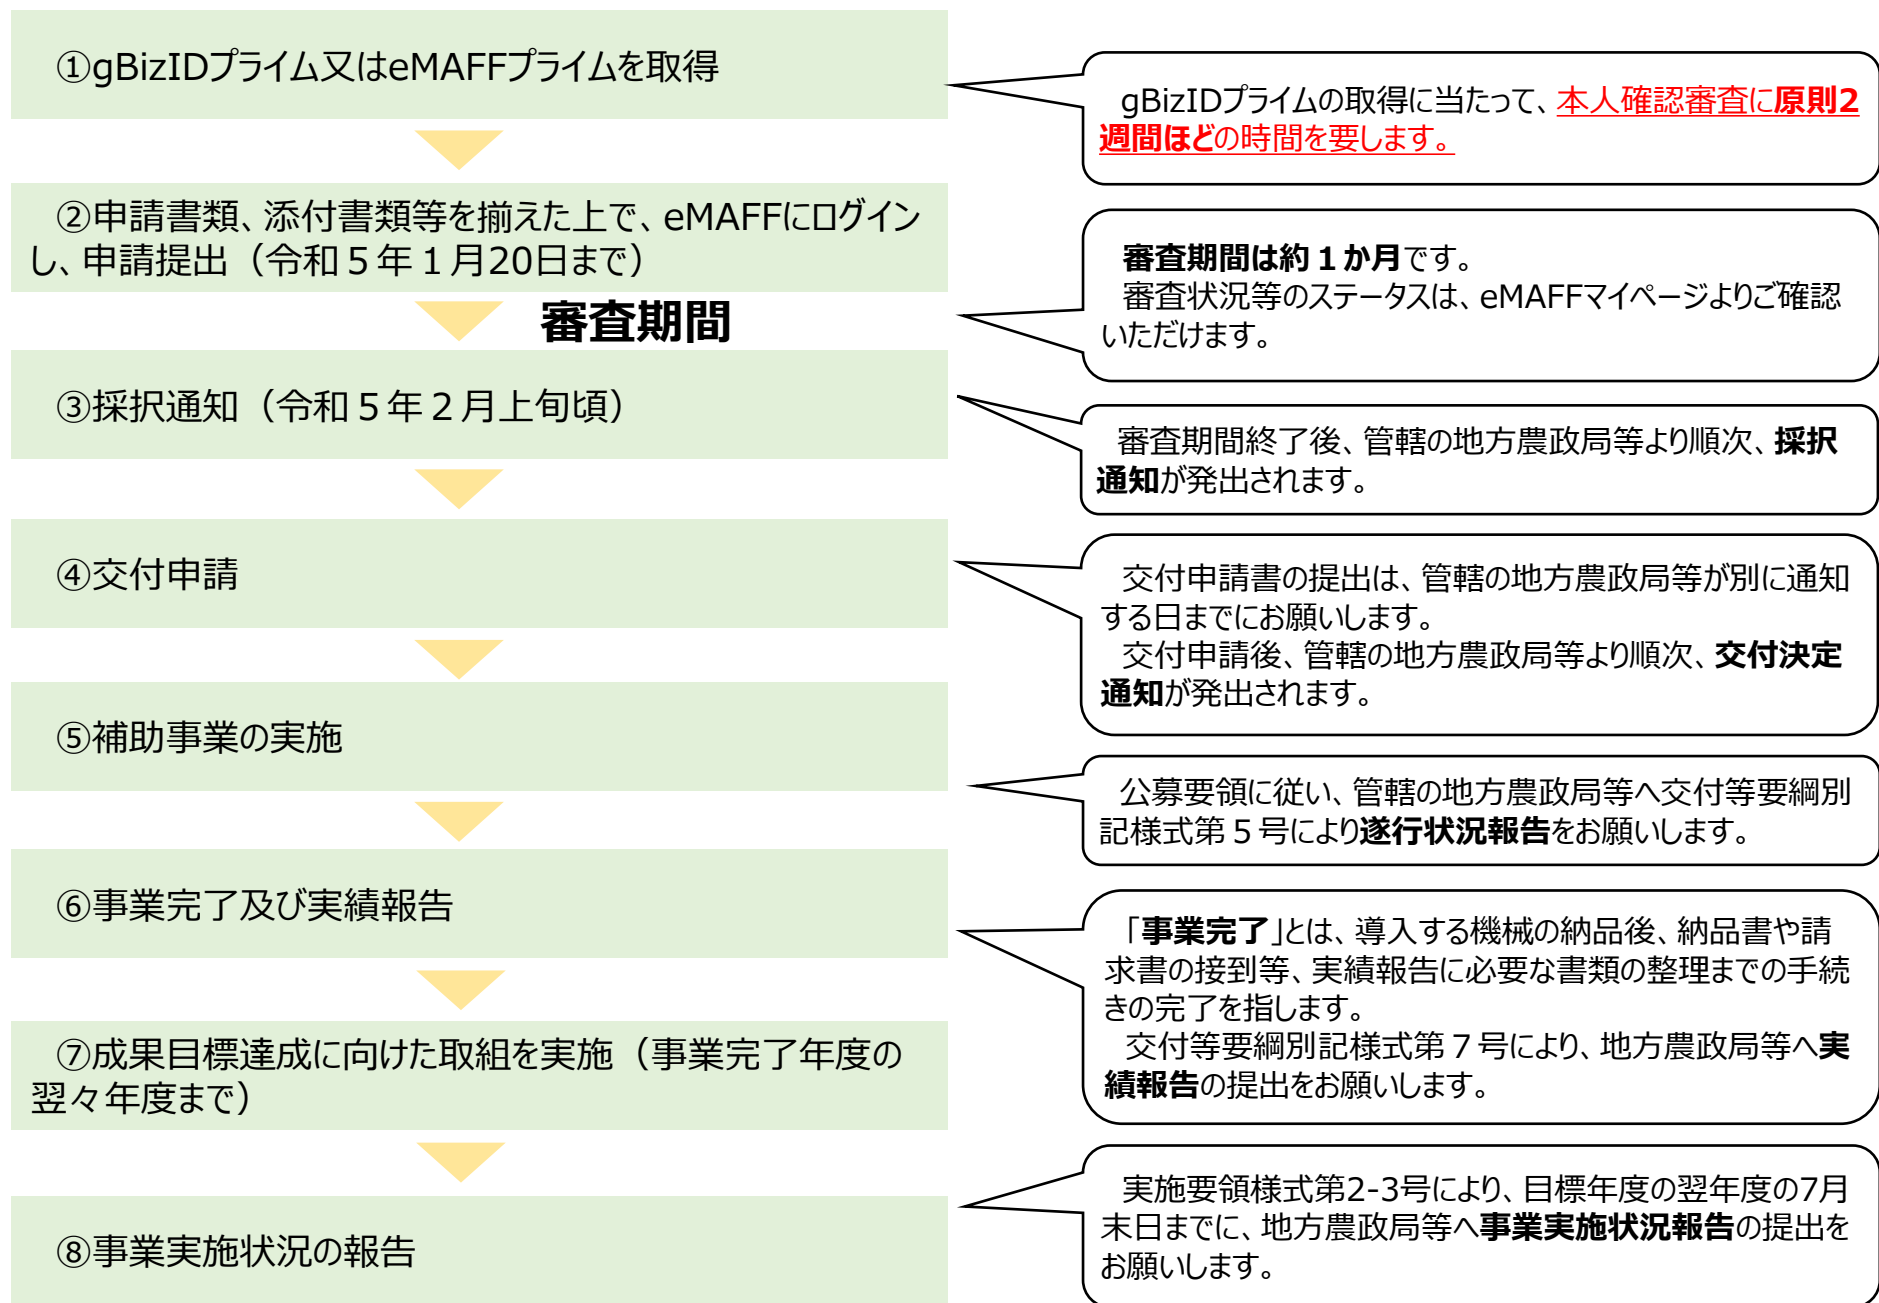 ①gBizIDプライム又はeMAFFプライムを取得
gBizIDプライムの取得に当たって、本人確認審査に原則2
週間ほどの時間を要します。
②申請書類、添付書類等を揃えた上で、eMAFFにログイン
し、申請提出（令和５年１月20日まで）
審査期間
審査期間は約１か月です。
審査状況等のステータスは、eMAFFマイページよりご確認
いただけます。
③採択通知（令和５年２月上旬頃）
審査期間終了後、管轄の地方農政局等より順次、採択
通知が発出されます。
④交付申請
交付申請書の提出は、管轄の地方農政局等が別に通知
する日までにお願いします。
交付申請後、管轄の地方農政局等より順次、交付決定
通知が発出されます。
⑤補助事業の実施
公募要領に従い、管轄の地方農政局等へ交付等要綱別
記様式第５号により遂行状況報告をお願いします。
⑥事業完了及び実績報告
「事業完了」とは、導入する機械の納品後、納品書や請
求書の接到等、実績報告に必要な書類の整理までの手続
きの完了を指します。
交付等要綱別記様式第７号により、地方農政局等へ実
績報告の提出をお願いします。
⑦成果目標達成に向けた取組を実施（事業完了年度の
翌々年度まで）
⑧事業実施状況の報告
実施要領様式第2-3号により、目標年度の翌年度の7月
末日までに、地方農政局等へ事業実施状況報告の提出を
お願いします。